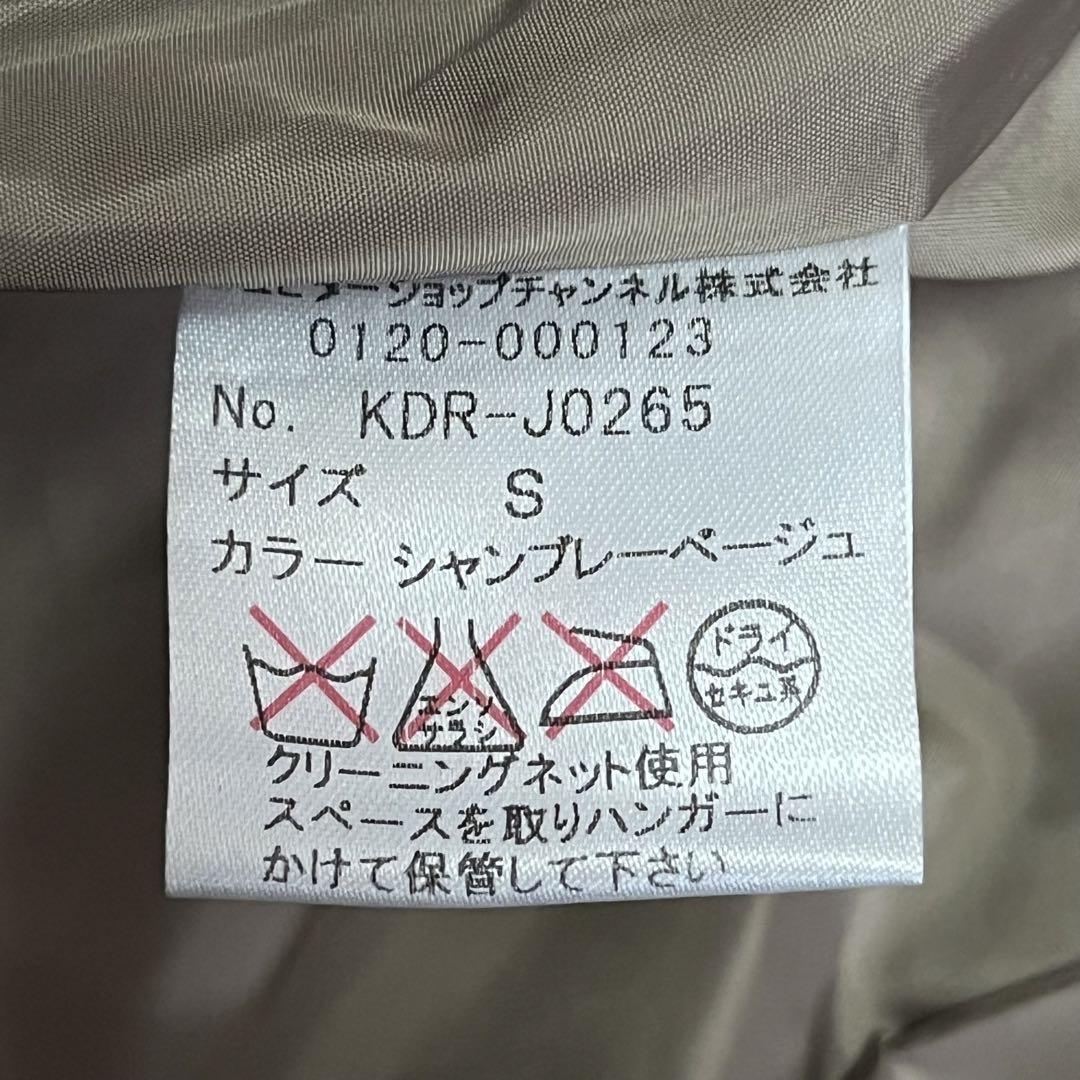 ショップチャンネル株式会社
0120-000123
No. KDR-J0265
サイズ S
カラー シャンブレーベージュ
エンソサラシ
ドライ
セキユ系
クリーニングネット使用
スペースを取りハンガーに
かけて保管して下さい